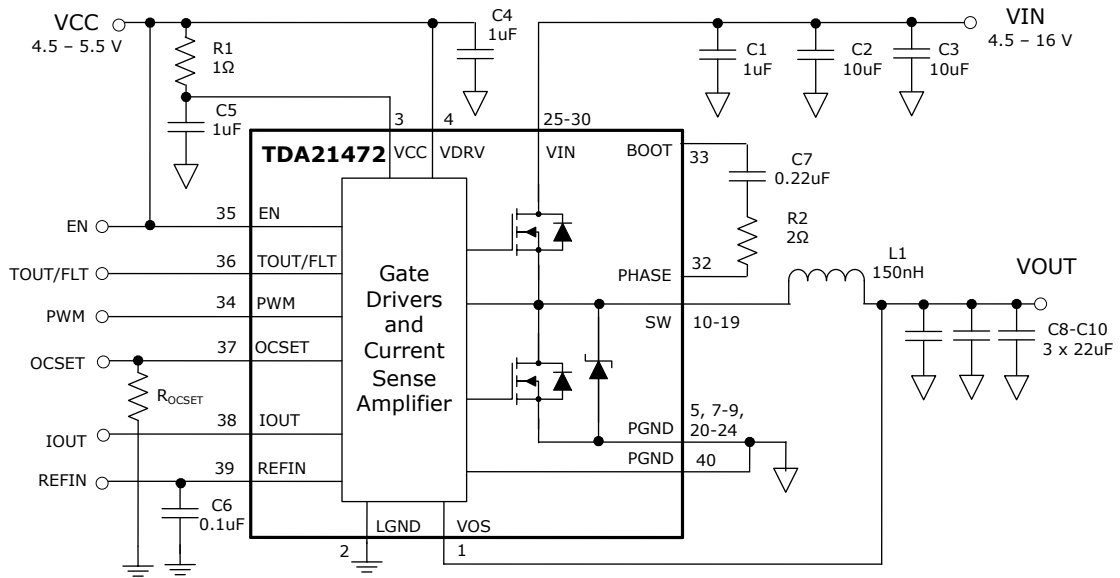 VCC
4.5 – 5.5 V
R1
1Ω
C4
1uF
C5
1uF
C1
1uF
C2
10uF
C3
10uF
VIN
4.5 – 16 V
3
4
25-30
TDA21472
VCC
VDRV
VIN
BOOT
33
C7
0.22uF
R2
2Ω
PHASE
32
EN
35
EN
TOUT/FLT
36
TOUT/FLT
PWM
34
PWM
OCSET
37
OCSET
ROCSET
IOUT
38
IOUT
REFIN
39
REFIN
C6
0.1uF
Gate
Drivers
and
Current
Sense
Amplifier
L1
150nH
VOUT
SW
10-19
C8-C10
3 x 22uF
PGND
5, 7-9,
20-24
PGND
40
LGND
VOS
2
1